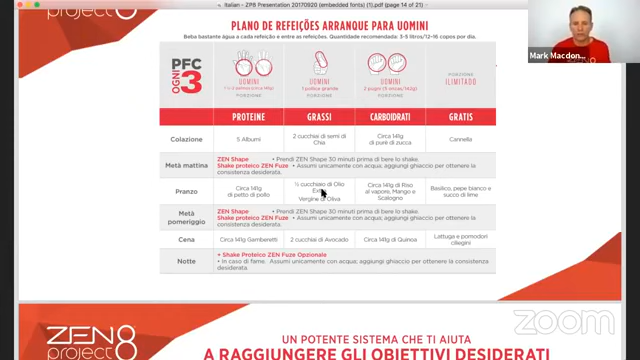 Italian - ZP8 Presentation 20170920 (embedded fonts) (1).pdf (page 14 of 21)
PLANO DE REFEIÇÕES ARRANQUE PARA UOMINI
Beba bastante água a cada refeição e entre as refeições. Quantidade recomendada: 3-5 litros/12-16 copos por dia.
OGNI
PFC
3
UOMINI
PORZIONE
UOMINI
1 pollice grande
PORZIONE
UOMINI
2 pugni (5 onces/142g)
PORZIONE
PORZIONE
ILIMITADO
PROTEINE
GRASSI
CARBOIDRATI
GRATIS
Colazione
5 Albumi
2 cucchiai di semi di
Chia
Circa 141g
di purè di zucca
Cannella
Metà mattina
ZEN Shape • Prendi ZEN Shape 30 minuti prima di bere lo shake.
Shake proteico ZEN Fuze • Assumi unicamente con acqua; aggiungi ghiaccio per ottenere la
consistenza desiderata.
Pranzo
Circa 141g
di petto di pollo
½ cucchiaio di Olio
Extra
Vergine di Oliva
Circa 141g di Riso
al vapore, Mango e
Scalogno
Basilico, pepe bianco e
succo di lime
Metà
pomeriggio
ZEN Shape • Prendi ZEN Shape 30 minuti prima di bere lo shake.
Shake proteico ZEN Fuze • Assumi unicamente con acqua; aggiungi ghiaccio per ottenere la
consistenza desiderata.
Cena
Circa 141g Gamberetti
2 cucchiai di Avocado
Circa 141g di Quinoa
Lattuga e pomodori
ciliegini
Notte
• Shake Proteico ZEN Fuze Opzionale
• In caso di fame: Assumi unicamente con acqua; aggiungi ghiaccio per ottenere la consistenza
desiderata.
Mark Macdon...
zoom
ZEN
project
8
UN POTENTE SISTEMA CHE TI AIUTA
A RAGGIUNGERE GLI OBIETTIVI DESIDERATI